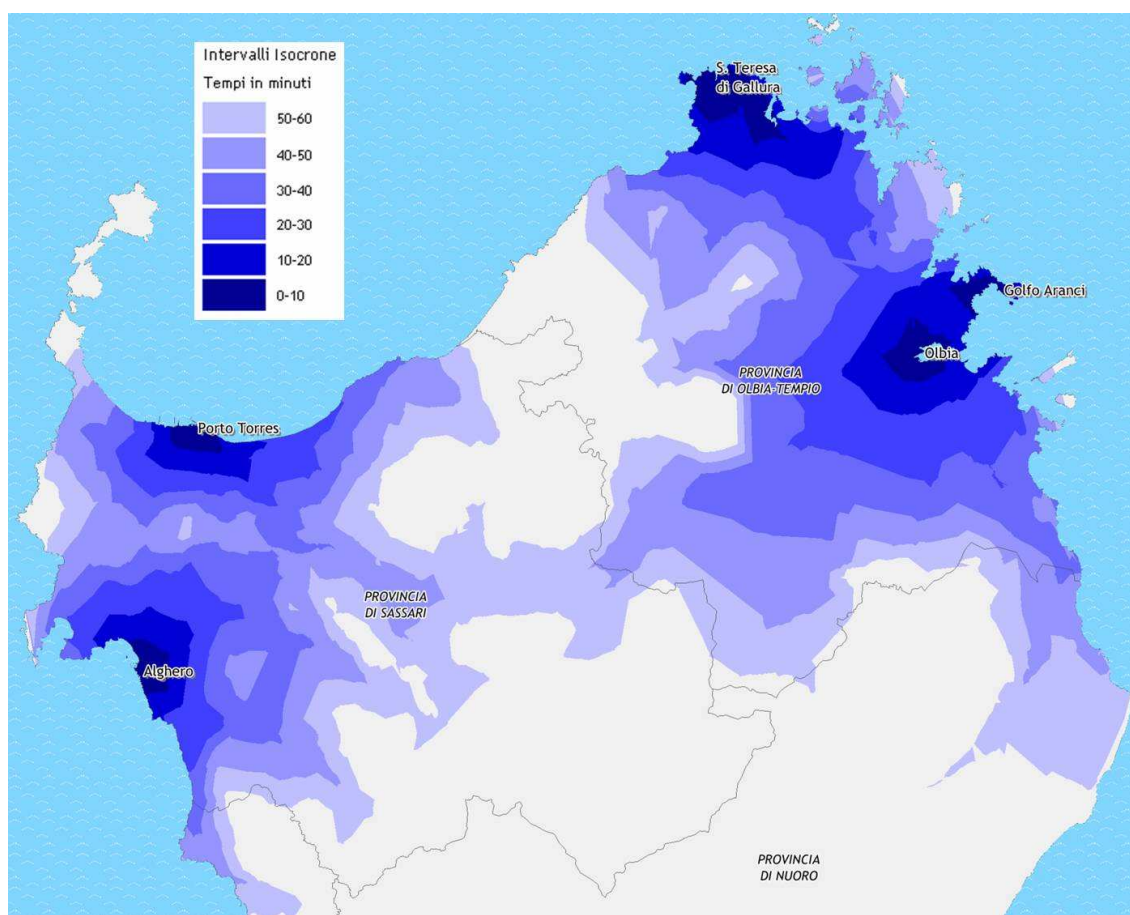 Intervalli Isocrone
Tempi in minuti
50-60
40-50
30-40
20-30
10-20
0-10
S. Teresa
di Gallura
Golfo Aranci
Olbia
PROVINCIA
DI OLBIA-TEMPIO
Porto Torres
PROVINCIA
DI SASSARI
Alghero
PROVINCIA
DI NUORO